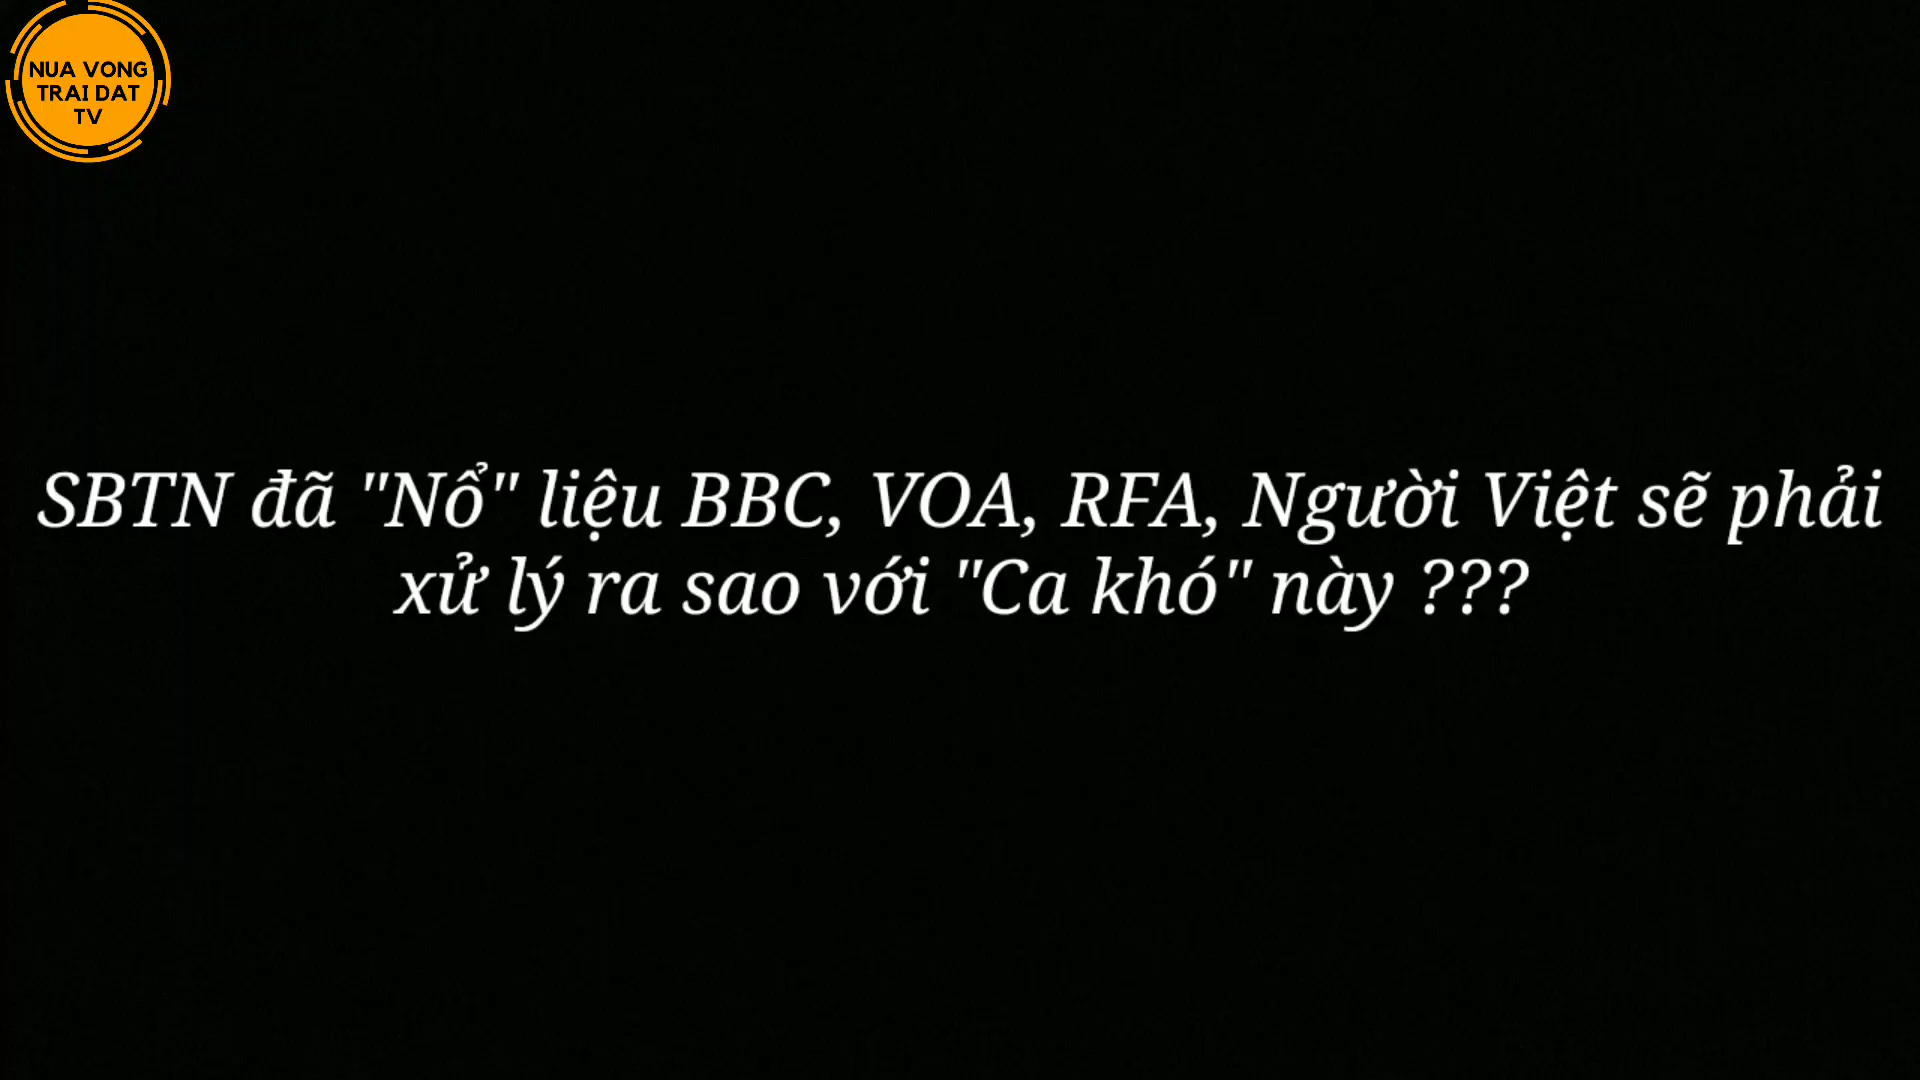 NUA VONG
TRAI DAT
TV
SBTN đã "Nổ" liệu BBC, VOA, RFA, Người Việt sẽ phải
xử lý ra sao với "Ca khó" này ???